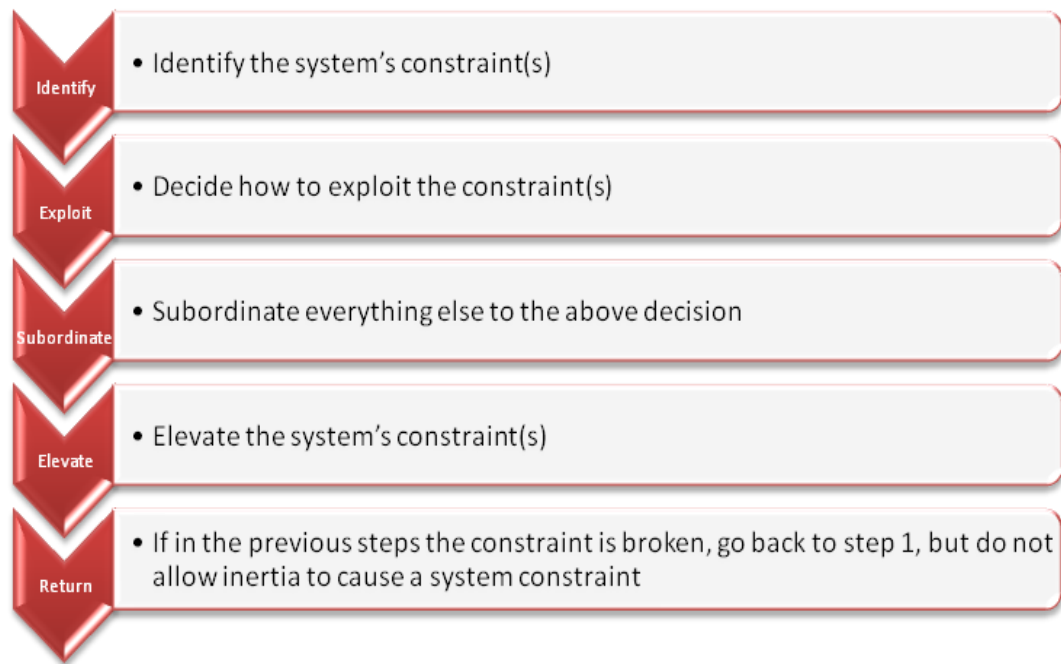 Identify
• Identify the system’s constraint(s)
Exploit
• Decide how to exploit the constraint(s)
Subordinate
• Subordinate everything else to the above decision
Elevate
• Elevate the system’s constraint(s)
Return
• If in the previous steps the constraint is broken, go back to step 1, but do not
allow inertia to cause a system constraint